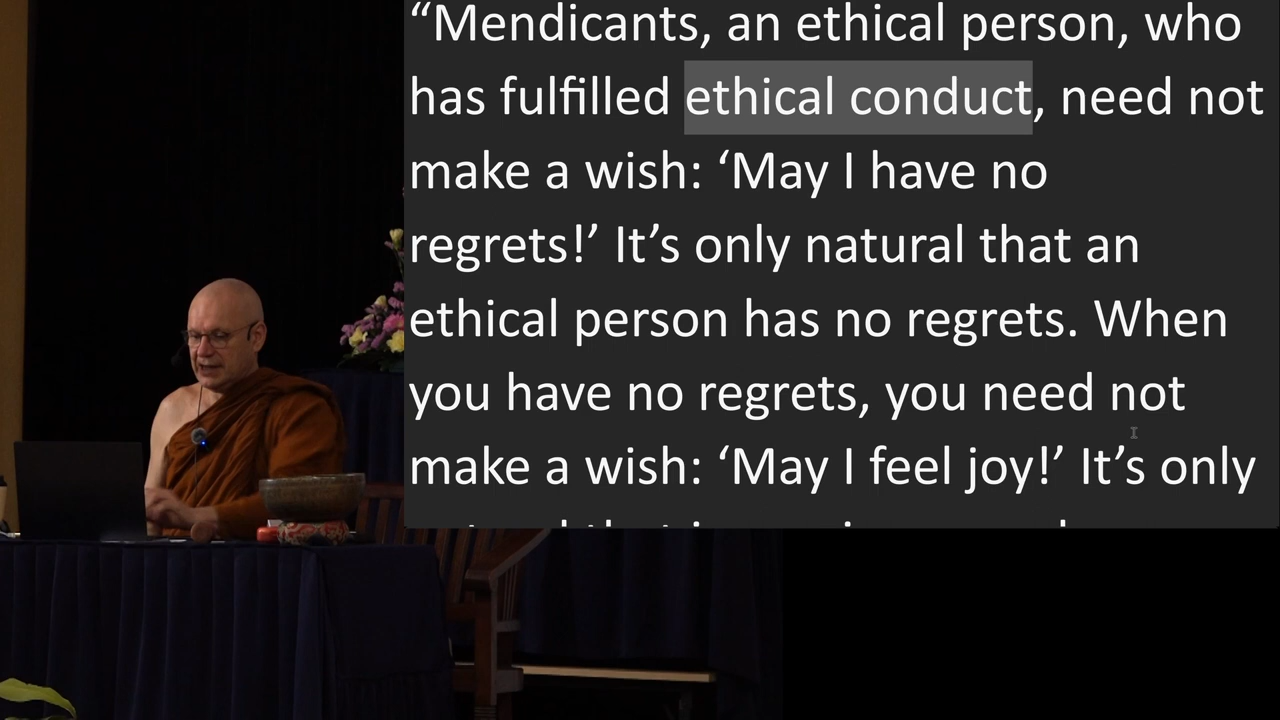 “Mendicants, an ethical person, who
has fulfilled ethical conduct, need not
make a wish: ‘May I have no
regrets!’ It’s only natural that an
ethical person has no regrets. When
you have no regrets, you need not
make a wish: ‘May I feel joy!’ It’s only